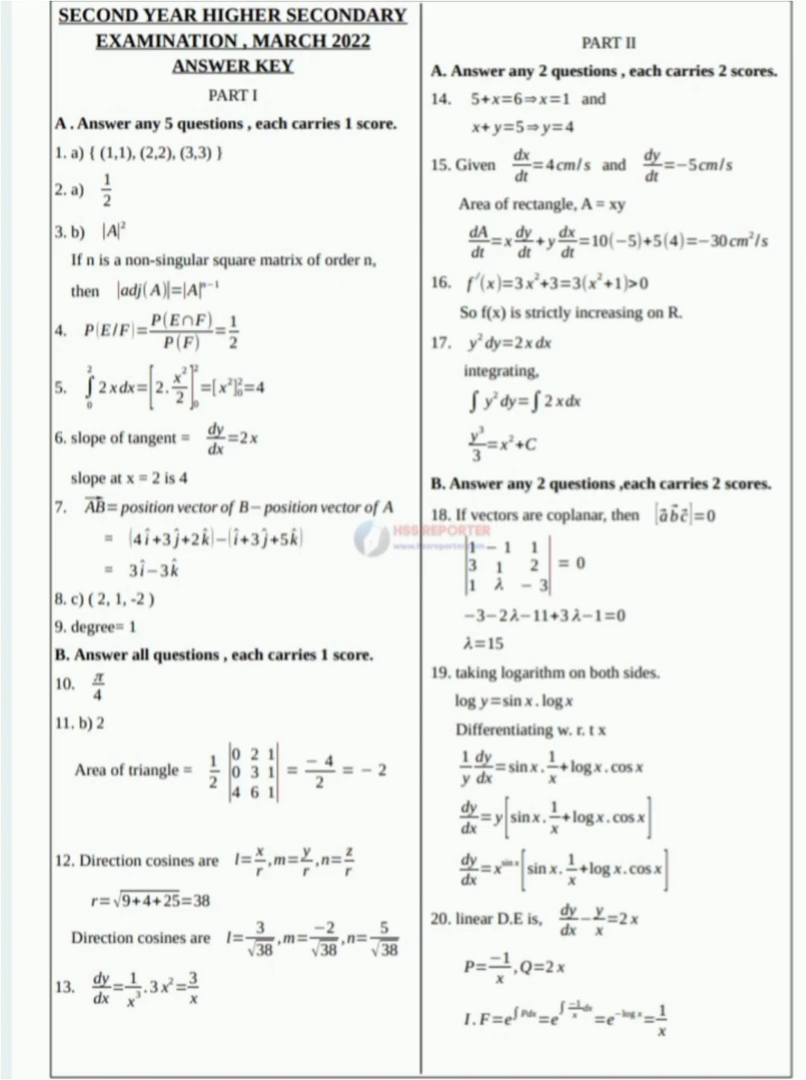 SECOND YEAR HIGHER SECONDARY
EXAMINATION , MARCH 2022
ANSWER KEY
PART I
A . Answer any 5 questions , each carries 1 score.
1. a) { (1,1), (2,2), (3,3) }
2. a) 1/2
3. b) |A|²
If n is a non-singular square matrix of order n,
then |adj(A)|=|A|ⁿ⁻¹
4. P(E/F)=P(E∩F)/P(F)=1/2
5. ∫₀² 2xdx=[2.x²/2]₀²=[x²]₀²=4
6. slope of tangent = dy/dx=2x
slope at x = 2 is 4
7. AB⃗= position vector of B− position vector of A
= (4î+3ĵ+2k̂)−(î+3ĵ+5k̂)
= 3î−3k̂
8. c) ( 2, 1, -2 )
9. degree= 1
B. Answer all questions , each carries 1 score.
10. π/4
11. b) 2
Area of triangle = 1/2 |0 2 1; 0 3 1; 4 6 1| = − 4/2 = − 2
12. Direction cosines are l=x/r, m=y/r, n=z/r
r=√9+4+25=38
Direction cosines are l=3/√38, m=−2/√38, n=5/√38
13. dy/dx=1/x³.3x²=3/x
PART II
A. Answer any 2 questions , each carries 2 scores.
14. 5+x=6⇒x=1 and
x+y=5⇒y=4
15. Given dx/dt=4cm/s and dy/dt=−5cm/s
Area of rectangle, A = xy
dA/dt=x dy/dt+y dx/dt=10(−5)+5(4)=−30cm²/s
16. f′(x)=3x²+3=3(x²+1)>0
So f(x) is strictly increasing on R.
17. y²dy=2xdx
integrating,
∫y²dy=∫2xdx
y³/3=x²+C
B. Answer any 2 questions ,each carries 2 scores.
18. If vectors are coplanar, then |a⃗ b⃗ c⃗|=0
HSS REPORTER
|1 − 1 1; 3 1 2; 1 λ − 3| = 0
−3−2λ−11+3λ−1=0
λ=15
19. taking logarithm on both sides.
log y=sin x . log x
Differentiating w. r. t x
1/y dy/dx=sin x.1/x+log x . cos x
dy/dx=y[sin x.1/x+log x . cos x]
dy/dx=x^sin x[sin x.1/x+log x.cos x]
20. linear D.E is, dy/dx−y/x=2x
P=−1/x, Q=2x
I.F=e^∫Pdx=e^∫−1/x dx=e^−log x=1/x